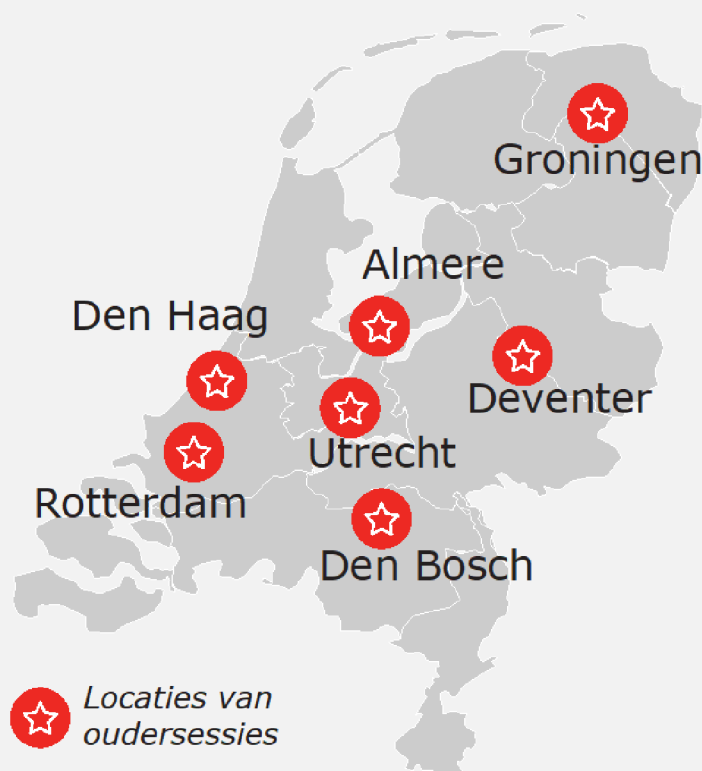 Groningen
Almere
Den Haag
Deventer
Utrecht
Rotterdam
Den Bosch
Locaties van
oudersessies